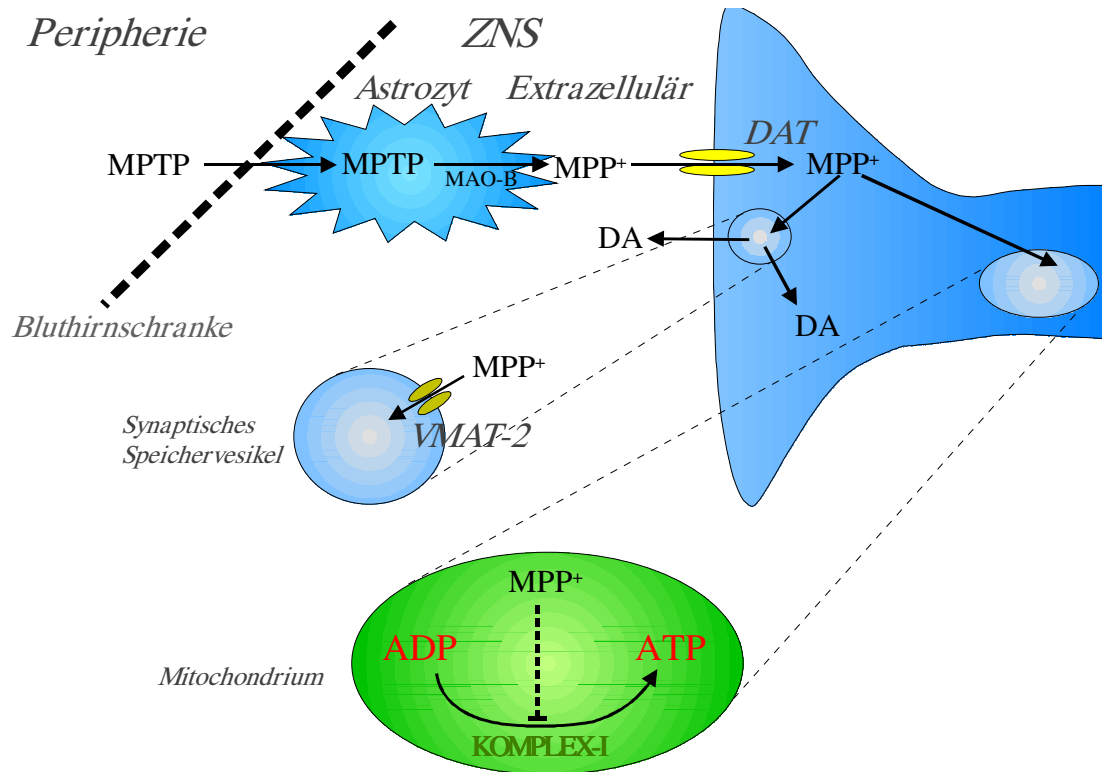 Peripherie
ZNS
Astrozyt
Extrazellulär
DAT
MPTP
MPTP
MAO-B
MPP⁺
MPP⁺
DA
DA
Bluthirnschranke
MPP⁺
Synaptisches
Speichervesikel
VMAT-2
MPP⁺
ADP
ATP
Mitochondrium
KOMPLEX-I